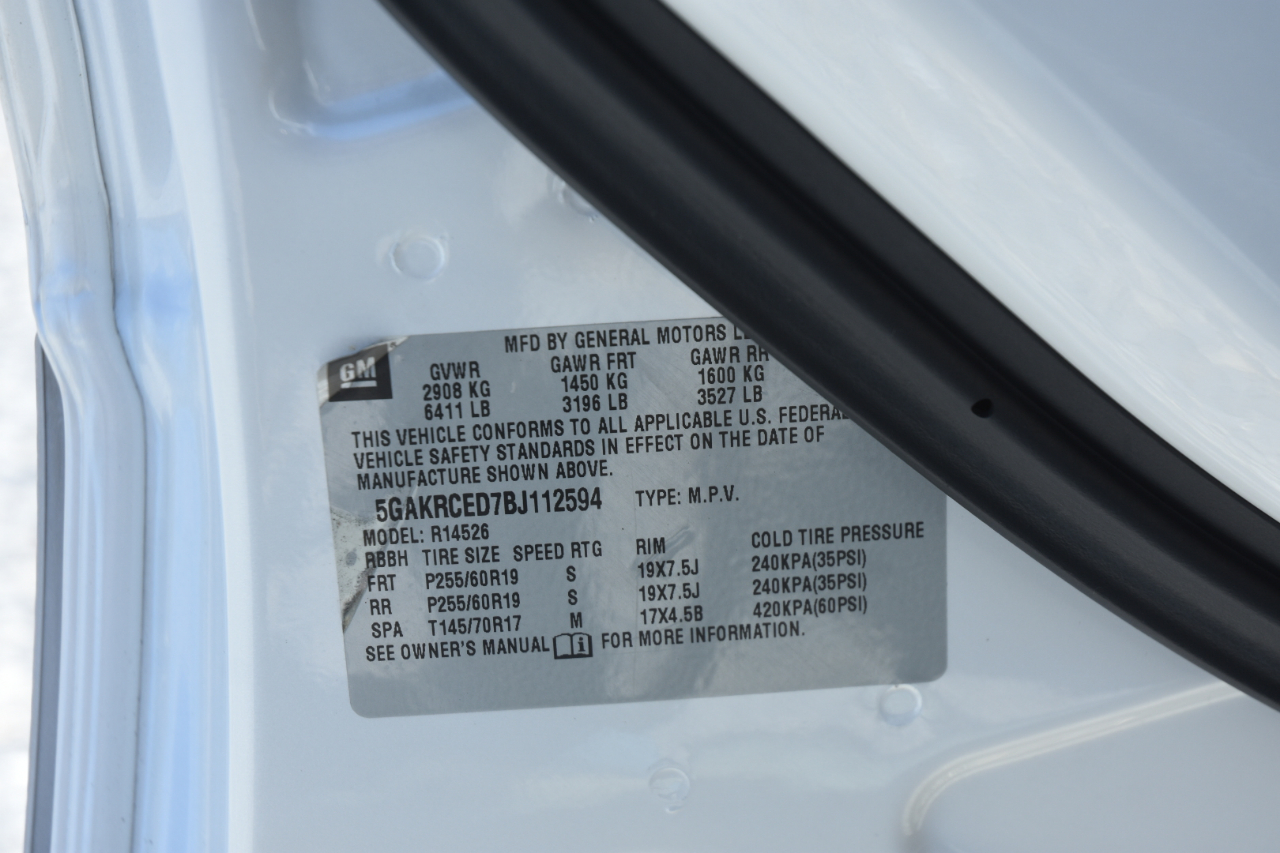 GM
MFD BY GENERAL MOTORS
GVWR GAWR FRT GAWR RR
2908 KG 1450 KG 1600 KG
6411 LB 3196 LB 3527 LB
THIS VEHICLE CONFORMS TO ALL APPLICABLE U.S. FEDERAL
VEHICLE SAFETY STANDARDS IN EFFECT ON THE DATE OF
MANUFACTURE SHOWN ABOVE.
5GAKRCED7BJ112594 TYPE: M.P.V.
MODEL: R14526
RBBH TIRE SIZE SPEED RTG RIM COLD TIRE PRESSURE
FRT P255/60R19 S 19X7.5J 240KPA(35PSI)
RR P255/60R19 S 19X7.5J 240KPA(35PSI)
SPA T145/70R17 M 17X4.5B 420KPA(60PSI)
SEE OWNER'S MANUAL FOR MORE INFORMATION.